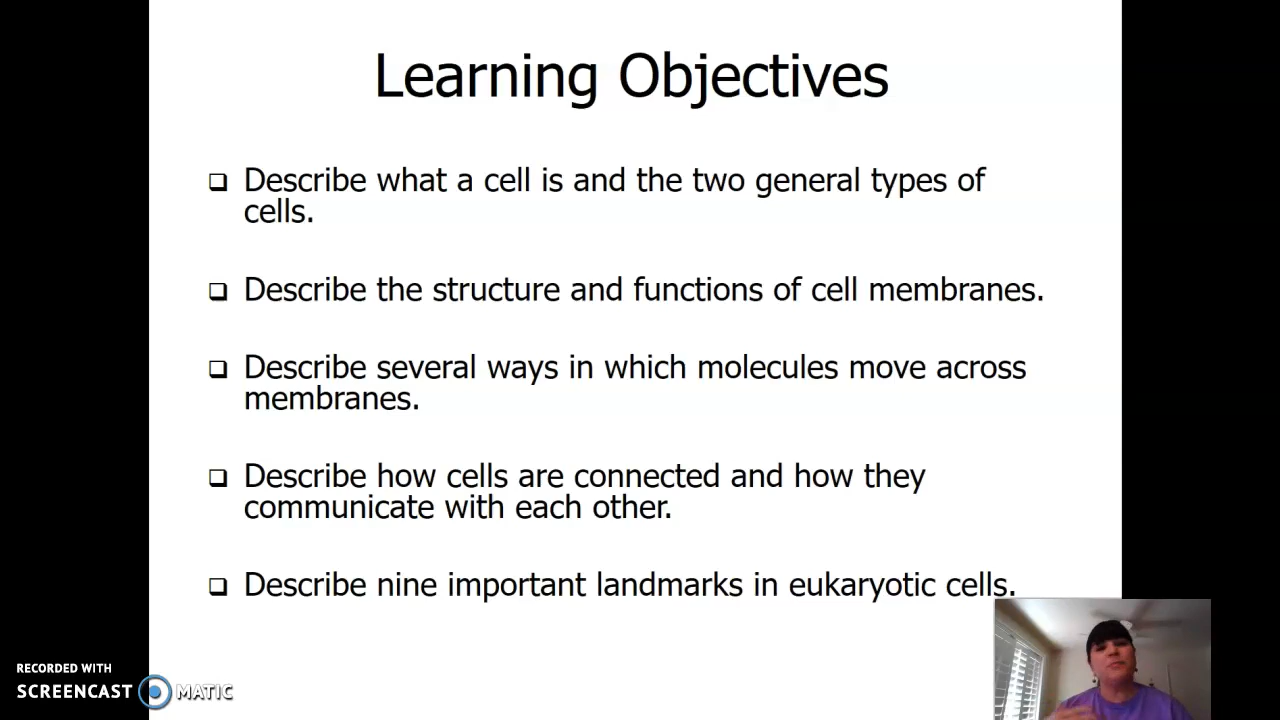 Learning Objectives
❑ Describe what a cell is and the two general types of
cells.
❑ Describe the structure and functions of cell membranes.
❑ Describe several ways in which molecules move across
membranes.
❑ Describe how cells are connected and how they
communicate with each other.
❑ Describe nine important landmarks in eukaryotic cells.
RECORDED WITH
SCREENCAST MATIC